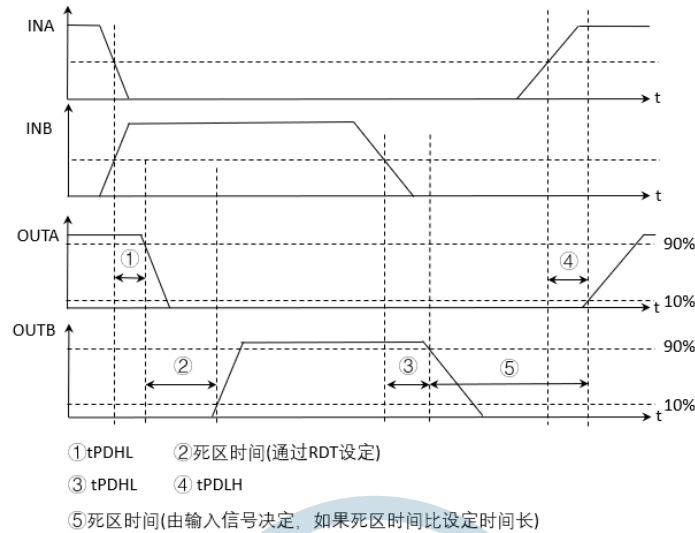 INA
t
INB
t
OUTA
90%
①
④
10%
t
OUTB
90%
②
③
⑤
10%
t
①tPDHL ②死区时间(通过RDT设定)
③ tPDHL ④ tPDLH
⑤死区时间(由输入信号决定，如果死区时间比设定时间长)